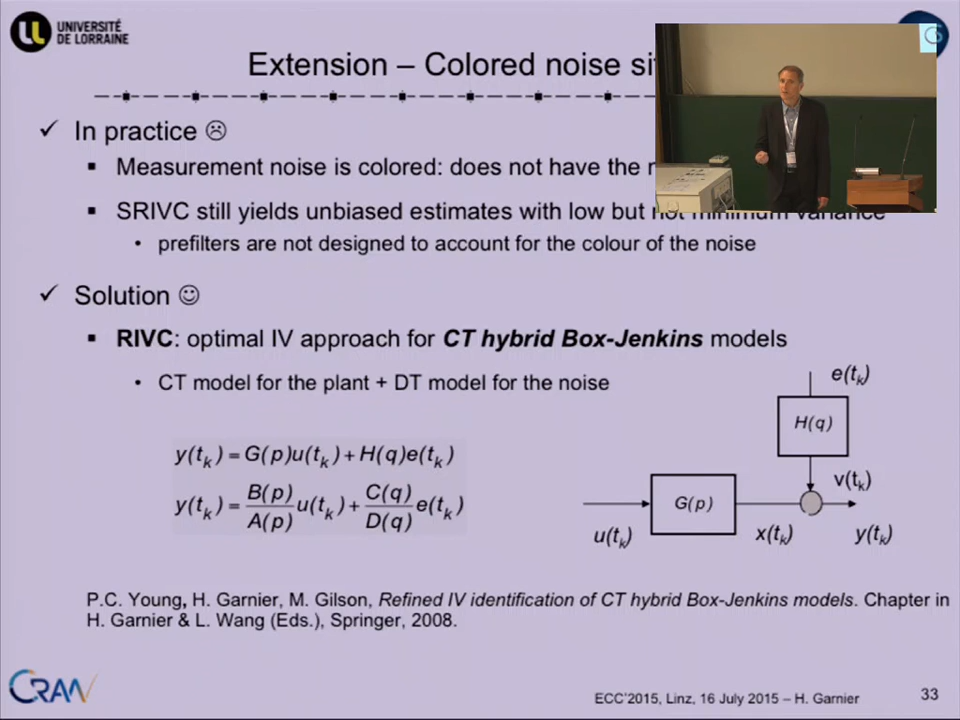 UNIVERSITÉ
DE LORRAINE
Extension – Colored noise
✓ In practice ☹
▪ Measurement noise is colored: does not have the
▪ SRIVC still yields unbiased estimates with low but not minimum variance
• prefilters are not designed to account for the colour of the noise
✓ Solution ☺
▪ RIVC: optimal IV approach for CT hybrid Box-Jenkins models
• CT model for the plant + DT model for the noise
e(t_k)
H(q)
y(t_k) = G(p)u(t_k) + H(q)e(t_k)
v(t_k)
y(t_k) = B(p)/A(p) u(t_k) + C(q)/D(q) e(t_k)
G(p)
u(t_k)
x(t_k)
y(t_k)
P.C. Young, H. Garnier, M. Gilson, Refined IV identification of CT hybrid Box-Jenkins models. Chapter in
H. Garnier & L. Wang (Eds.), Springer, 2008.
CRAN
ECC'2015, Linz, 16 July 2015 – H. Garnier
33